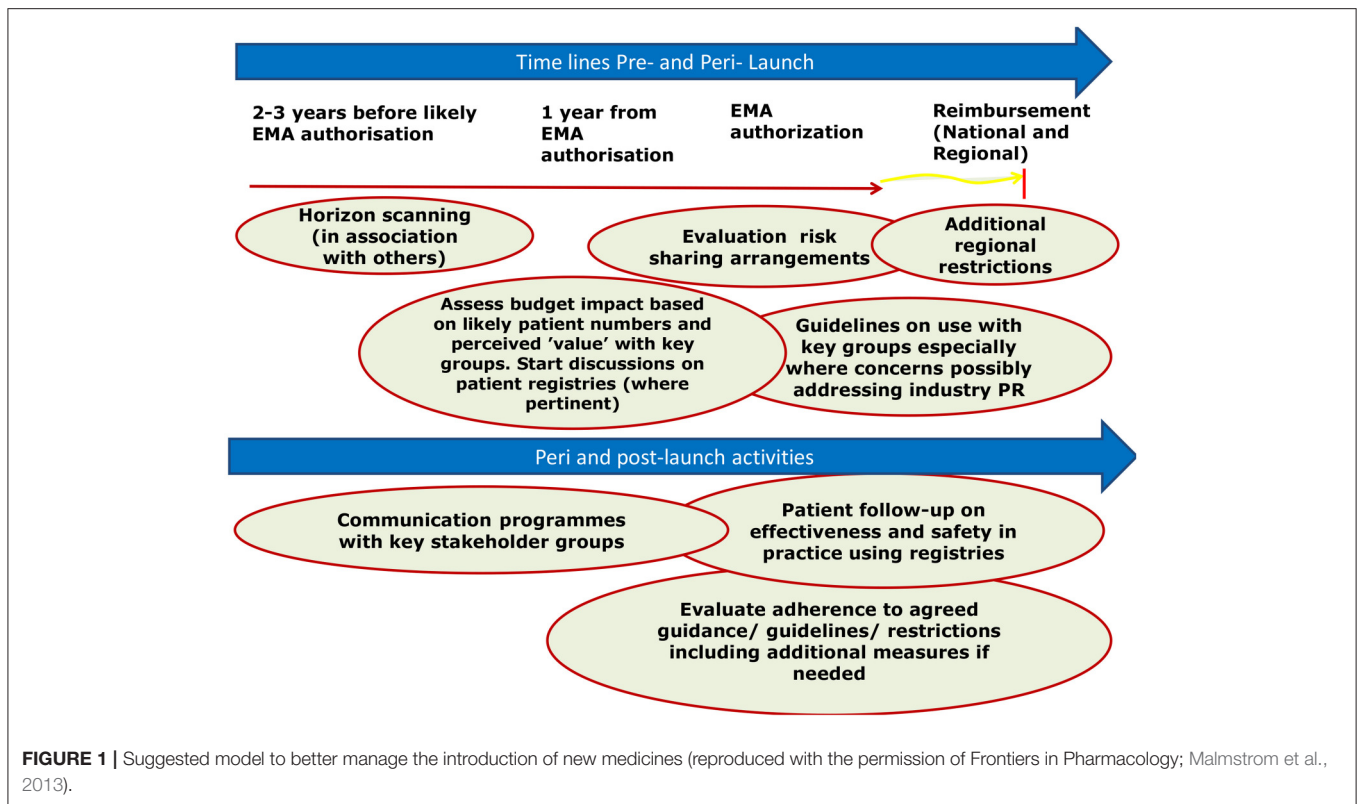 Time lines Pre- and Peri- Launch
2-3 years before likely
EMA authorisation
1 year from
EMA
authorisation
EMA
authorization
Reimbursement
(National and
Regional)
Horizon scanning
(in association
with others)
Evaluation risk
sharing arrangements
Additional
regional
restrictions
Assess budget impact based
on likely patient numbers and
perceived ’value’ with key
groups. Start discussions on
patient registries (where
pertinent)
Guidelines on use with
key groups especially
where concerns possibly
addressing industry PR
Peri and post-launch activities
Communication programmes
with key stakeholder groups
Patient follow-up on
effectiveness and safety in
practice using registries
Evaluate adherence to agreed
guidance/ guidelines/ restrictions
including additional measures if
needed
FIGURE 1 | Suggested model to better manage the introduction of new medicines (reproduced with the permission of Frontiers in Pharmacology; Malmstrom et al.,
2013).